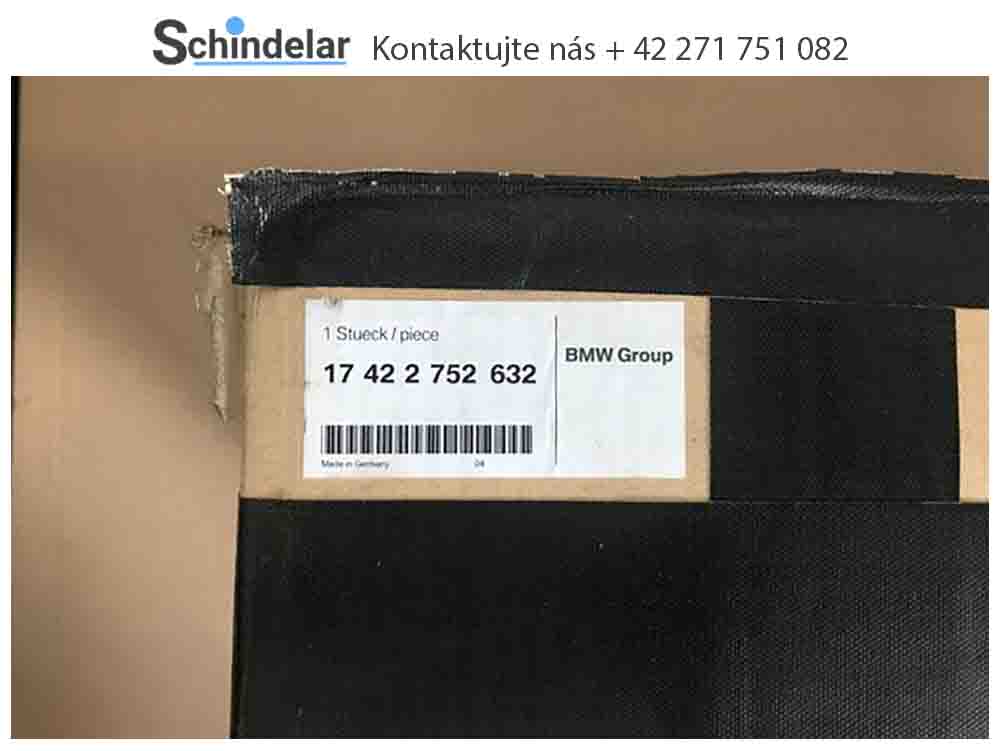 Schindelar Kontaktujte nás + 42 271 751 082
1 Stueck / piece
BMW Group
17 42 2 752 632
Made in Germany 04